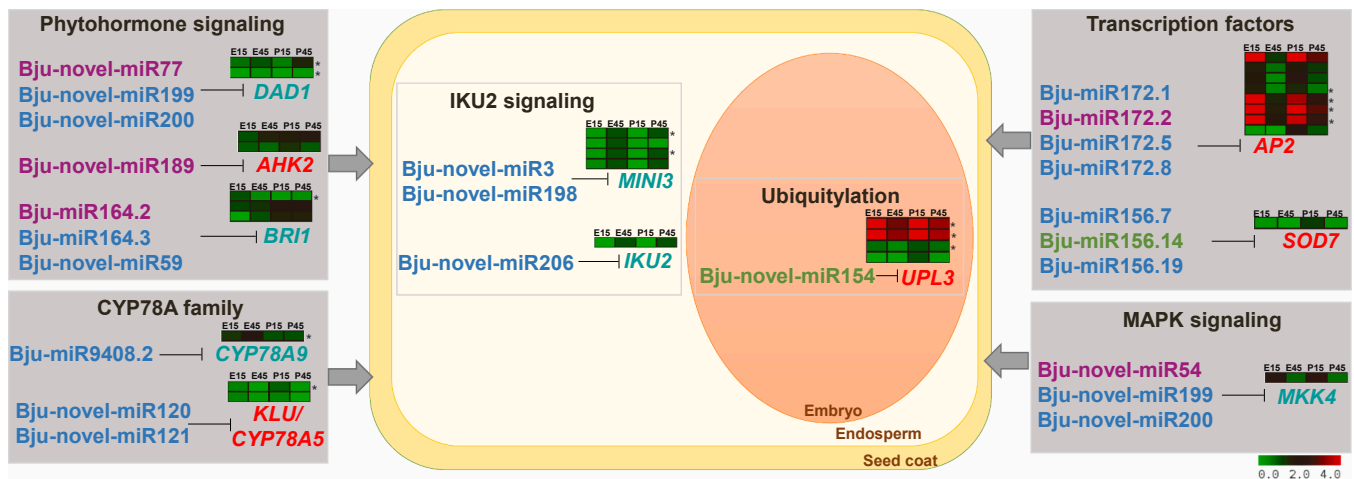 Phytohormone signaling
E15 E45 P15 P45
Bju-novel-miR77
*
*
Bju-novel-miR199
DAD1
Bju-novel-miR200
E15 E45 P15 P45
Bju-novel-miR189
AHK2
E15 E45 P15 P45
*
Bju-miR164.2
Bju-miR164.3
BRI1
Bju-novel-miR59
CYP78A family
E15 E45 P15 P45
*
Bju-miR9408.2
CYP78A9
E15 E45 P15 P45
*
Bju-novel-miR120
KLU/
Bju-novel-miR121
CYP78A5
IKU2 signaling
E15 E45 P15 P45
*
*
Bju-novel-miR3
MINI3
Bju-novel-miR198
E15 E45 P15 P45
Bju-novel-miR206
IKU2
Ubiquitylation
E15 E45 P15 P45
*
*
*
Bju-novel-miR154
UPL3
Embryo
Endosperm
Seed coat
Transcription factors
E15 E45 P15 P45
Bju-miR172.1
*
Bju-miR172.2
*
*
*
Bju-miR172.5
AP2
Bju-miR172.8
Bju-miR156.7
E15 E45 P15 P45
Bju-miR156.14
SOD7
Bju-miR156.19
MAPK signaling
Bju-novel-miR54
E15 E45 P15 P45
Bju-novel-miR199
MKK4
Bju-novel-miR200
0.0 2.0 4.0